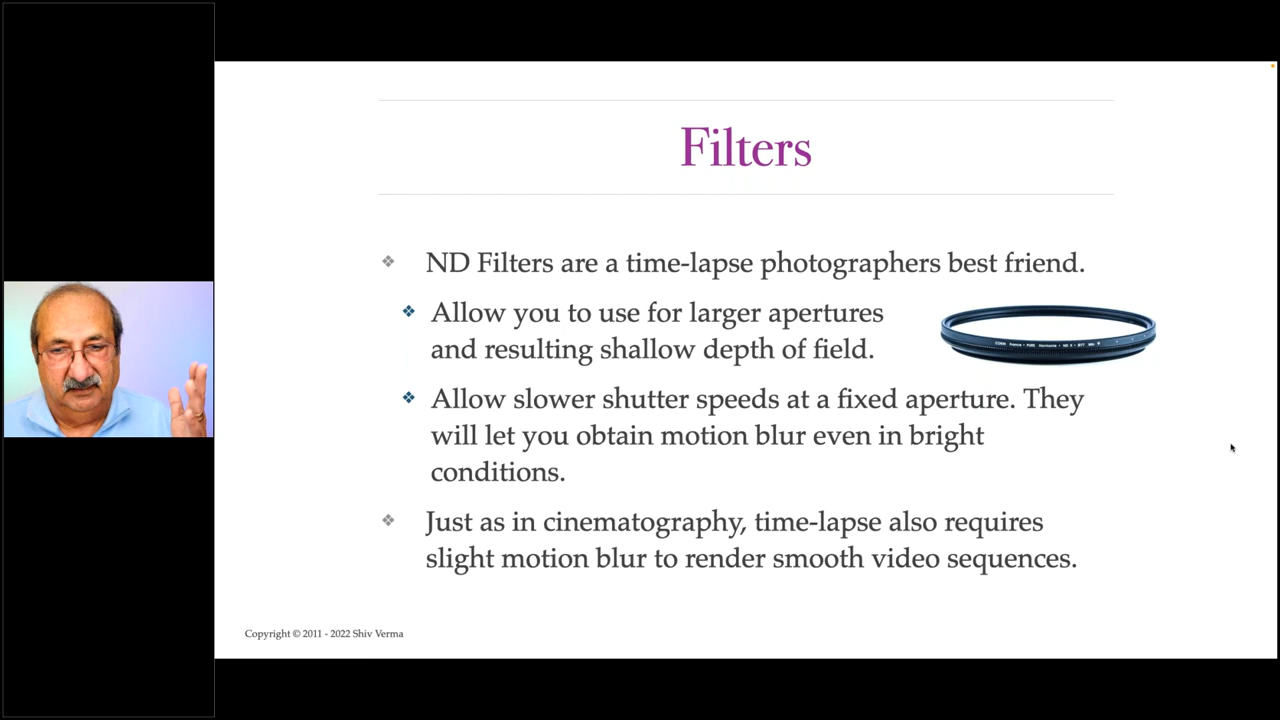 Filters
❖ ND Filters are a time-lapse photographers best friend.
❖ Allow you to use for larger apertures
and resulting shallow depth of field.
❖ Allow slower shutter speeds at a fixed aperture. They
will let you obtain motion blur even in bright
conditions.
❖ Just as in cinematography, time-lapse also requires
slight motion blur to render smooth video sequences.
Copyright © 2011 - 2022 Shiv Verma